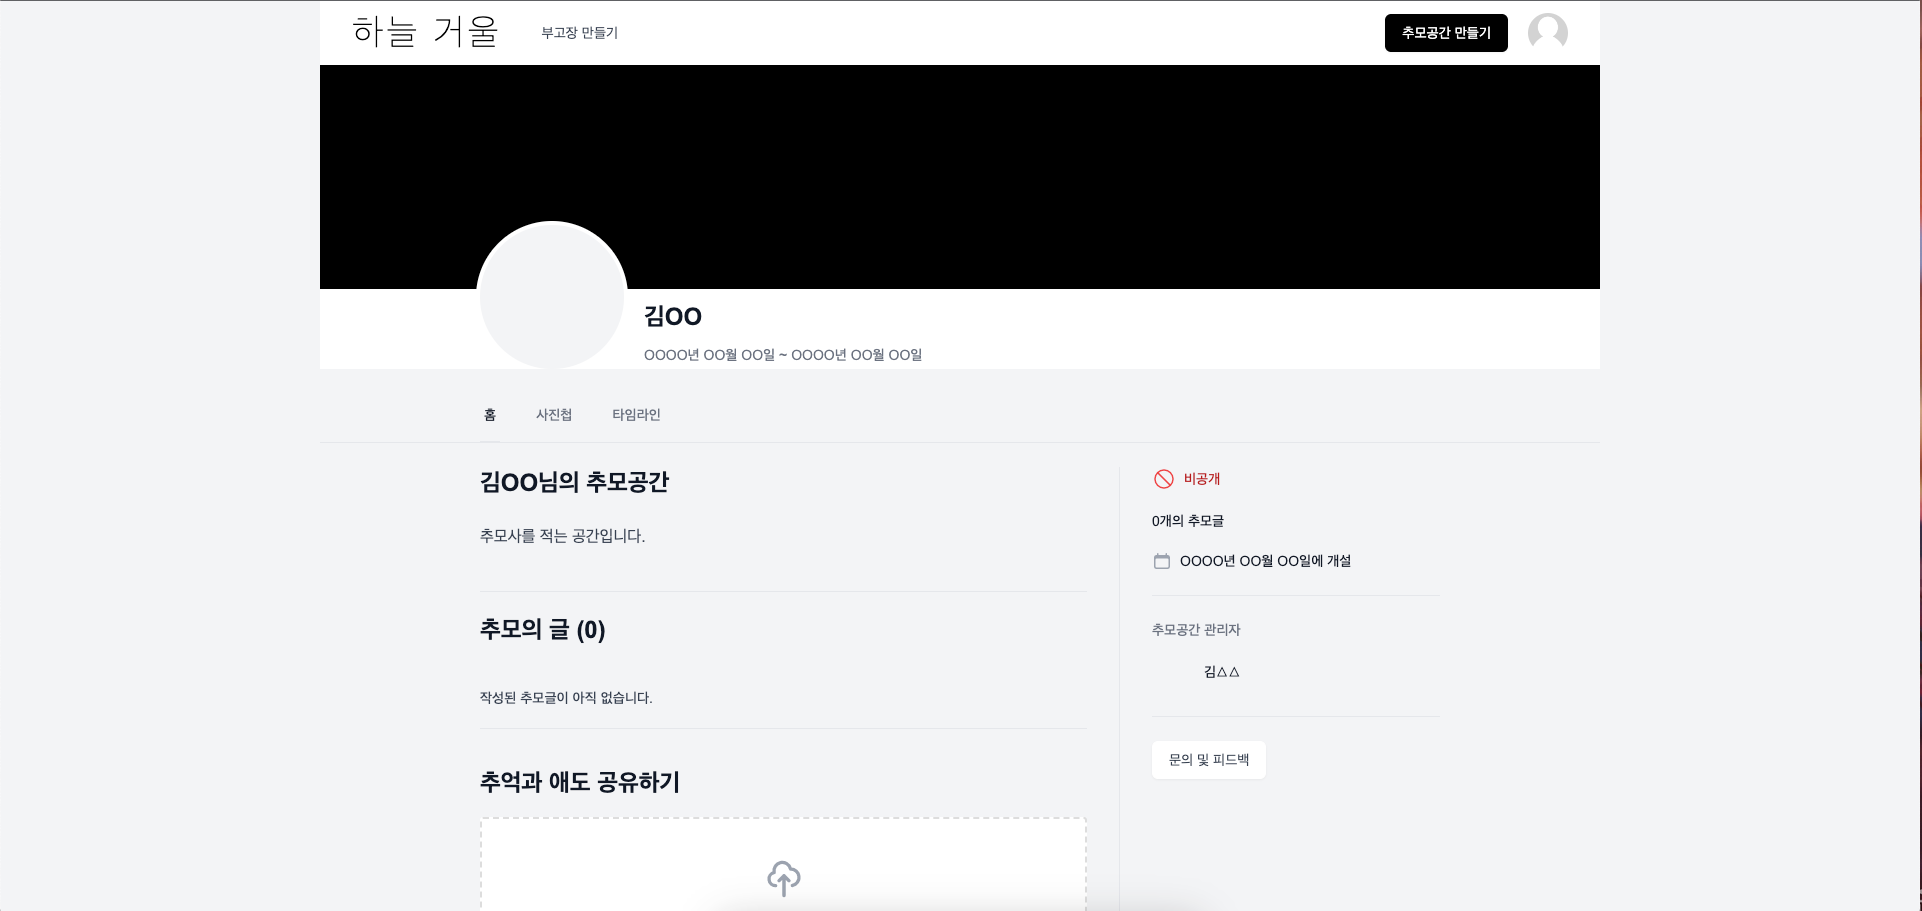 하늘 거울
부고장 만들기
추모공간 만들기
김OO
OOOO년 OO월 OO일 ~ OOOO년 OO월 OO일
홈
사진첩
타임라인
김OO님의 추모공간
추모사를 적는 공간입니다.
추모의 글 (0)
작성된 추모글이 아직 없습니다.
추억과 애도 공유하기
비공개
0개의 추모글
OOOO년 OO월 OO일에 개설
추모공간 관리자
김△△
문의 및 피드백